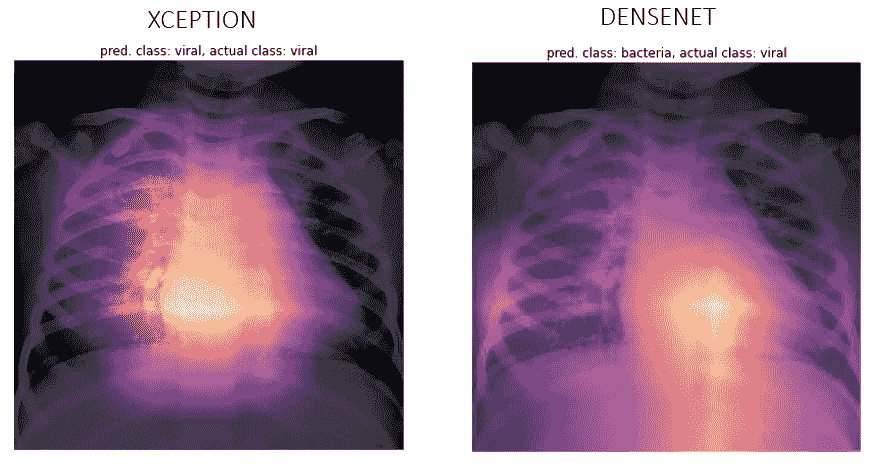 XCEPTION
pred. class: viral, actual class: viral
DENSENET
pred. class: bacteria, actual class: viral